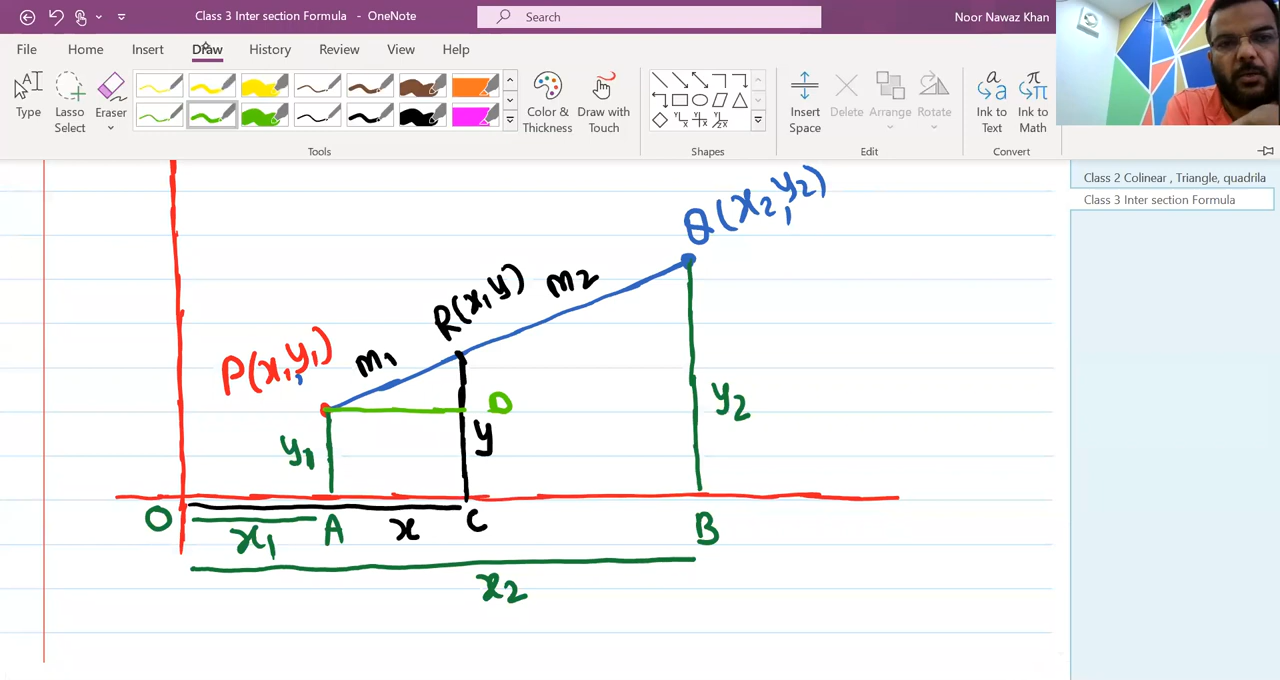 Class 3 Inter section Formula - OneNote
Search
Noor Nawaz Khan
File Home Insert Draw History Review View Help
Type
Lasso Select
Eraser
Color & Thickness
Draw with Touch
Insert Space
Delete
Arrange
Rotate
Ink to Text
Ink to Math
Tools
Shapes
Edit
Convert
Class 2 Colinear , Triangle, quadrila
Class 3 Inter section Formula
Q(x2,y2)
R(x,y)
m2
m1
P(x1,y1)
D
y2
y1
y
O
A
C
B
x1
x
x2